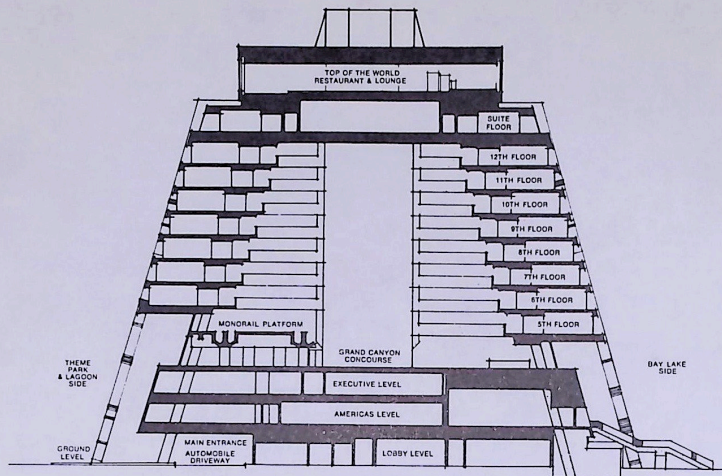 TOP OF THE WORLD
RESTAURANT & LOUNGE
SUITE
FLOOR
12TH FLOOR
11TH FLOOR
10TH FLOOR
9TH FLOOR
8TH FLOOR
7TH FLOOR
6TH FLOOR
5TH FLOOR
MONORAIL PLATFORM
GRAND CANYON
CONCOURSE
THEME
PARK
& LAGOON
SIDE
BAY LAKE
SIDE
EXECUTIVE LEVEL
AMERICAS LEVEL
MAIN ENTRANCE
AUTOMOBILE
DRIVEWAY
LOBBY LEVEL
GROUND
LEVEL